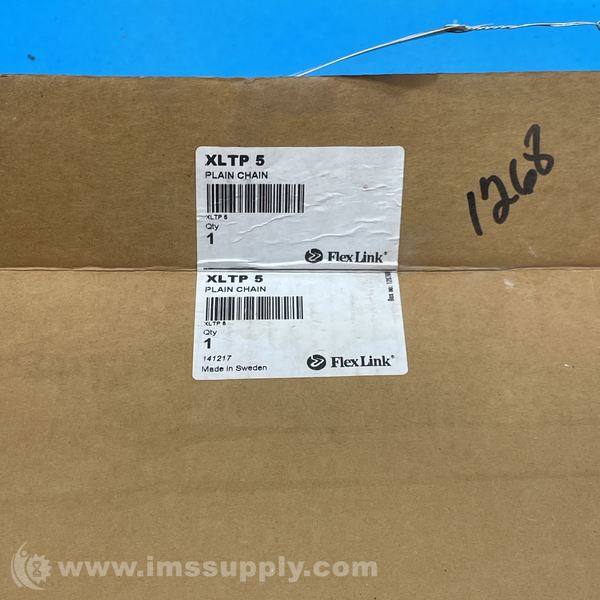 XLTP 5
PLAIN CHAIN
XLTP 5
Qty
1
FlexLink®
1268
XLTP 5
PLAIN CHAIN
XLTP 5
Qty
1
141217
Made in Sweden
FlexLink®
www.imssupply.com